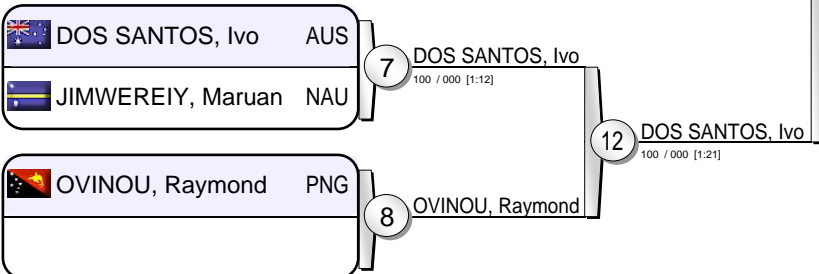 DOS SANTOS, Ivo AUS
JIMWEREIY, Maruan NAU
7
DOS SANTOS, Ivo
100 / 000 [1:12]
OVINOU, Raymond PNG
8
OVINOU, Raymond
12
DOS SANTOS, Ivo
100 / 000 [1:21]